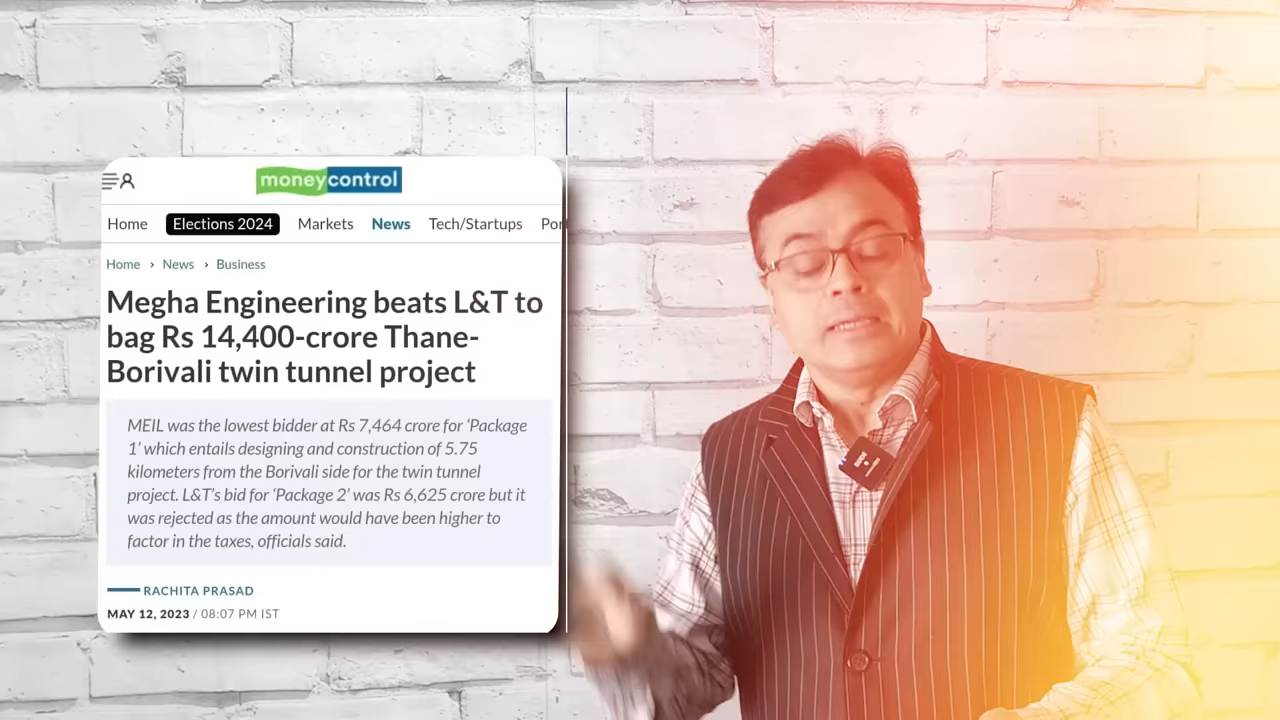 moneycontrol
Home Elections 2024 Markets News Tech/Startups
Home › News › Business
Megha Engineering beats L&T to
bag Rs 14,400-crore Thane-
Borivali twin tunnel project
MEIL was the lowest bidder at Rs 7,464 crore for ‘Package
1’ which entails designing and construction of 5.75
kilometers from the Borivali side for the twin tunnel
project. L&T’s bid for ‘Package 2’ was Rs 6,625 crore but it
was rejected as the amount would have been higher to
factor in the taxes, officials said.
RACHITA PRASAD
MAY 12, 2023 / 08:07 PM IST